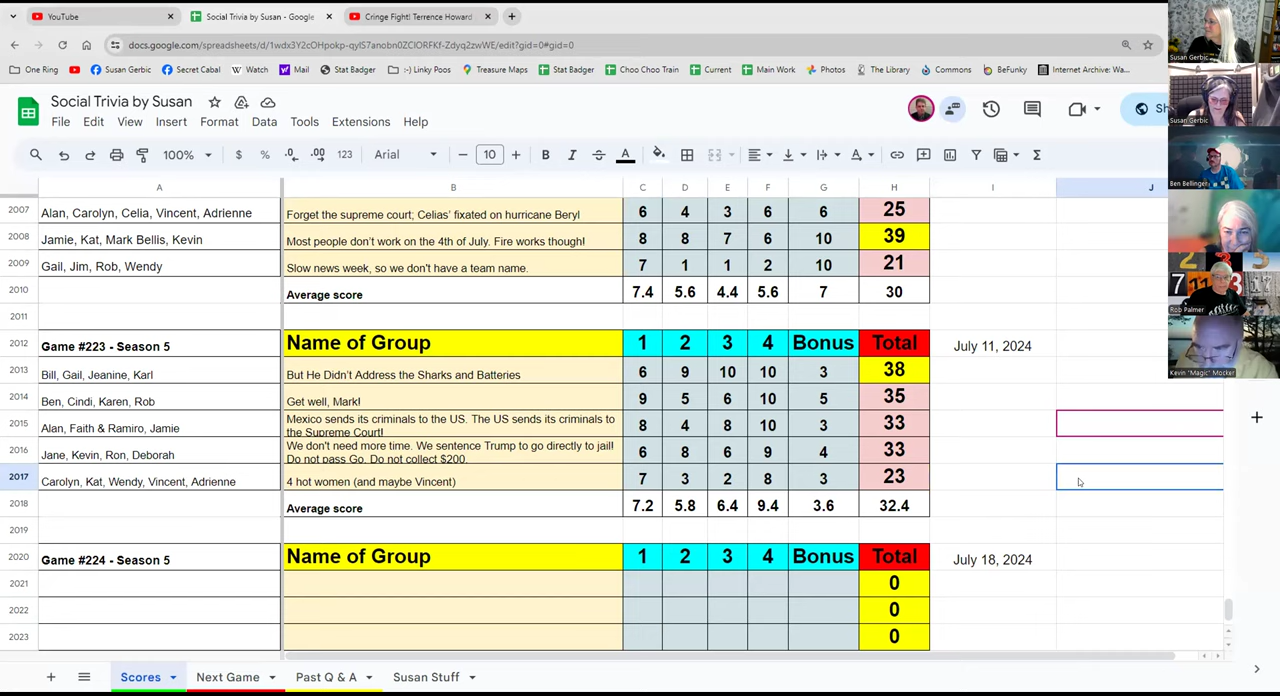 YouTube × Social Trivia by Susan - Google × Cringe Fight! Terrence Howard × +
docs.google.com/spreadsheets/d/1wdx3Y2cOHpokp-qyIS7anobn0ZClORFKf-Zdyq2zwWE/edit?gid=0#gid=0
One Ring Susan Gerbic Secret Cabal Watch Mail Stat Badger :-) Linky Poos Treasure Maps Stat Badger Choo Choo Train Current Main Work Photos The Library Commons BeFunky Internet Archive: Wa...
Social Trivia by Susan
File Edit View Insert Format Data Tools Extensions Help
100% $ % .0 .00 123 Arial 10 B I S A
A B C D E F G H I J
2007 Alan, Carolyn, Celia, Vincent, Adrienne Forget the supreme court; Celias' fixated on hurricane Beryl 6 4 3 6 6 25
2008 Jamie, Kat, Mark Bellis, Kevin Most people don't work on the 4th of July. Fire works though! 8 8 7 6 10 39
2009 Gail, Jim, Rob, Wendy Slow news week, so we don't have a team name. 7 1 1 2 10 21
2010 Average score 7.4 5.6 4.4 5.6 7 30
2011
2012 Game #223 - Season 5 Name of Group 1 2 3 4 Bonus Total July 11, 2024
2013 Bill, Gail, Jeanine, Karl But He Didn't Address the Sharks and Batteries 6 9 10 10 3 38
2014 Ben, Cindi, Karen, Rob Get well, Mark! 9 5 6 10 5 35
2015 Alan, Faith & Ramiro, Jamie Mexico sends its criminals to the US. The US sends its criminals to
the Supreme Court! 8 4 8 10 3 33
2016 Jane, Kevin, Ron, Deborah We don't need more time. We sentence Trump to go directly to jail!
Do not pass Go. Do not collect $200. 6 8 6 9 4 33
2017 Carolyn, Kat, Wendy, Vincent, Adrienne 4 hot women (and maybe Vincent) 7 3 2 8 3 23
2018 Average score 7.2 5.8 6.4 9.4 3.6 32.4
2019
2020 Game #224 - Season 5 Name of Group 1 2 3 4 Bonus Total July 18, 2024
2021 0
2022 0
2023 0
Scores Next Game Past Q & A Susan Stuff
Susan Gerbic
Susan Gerbic
Ben Bellinger
Rob Palmer
Kevin "Magic" Mocker